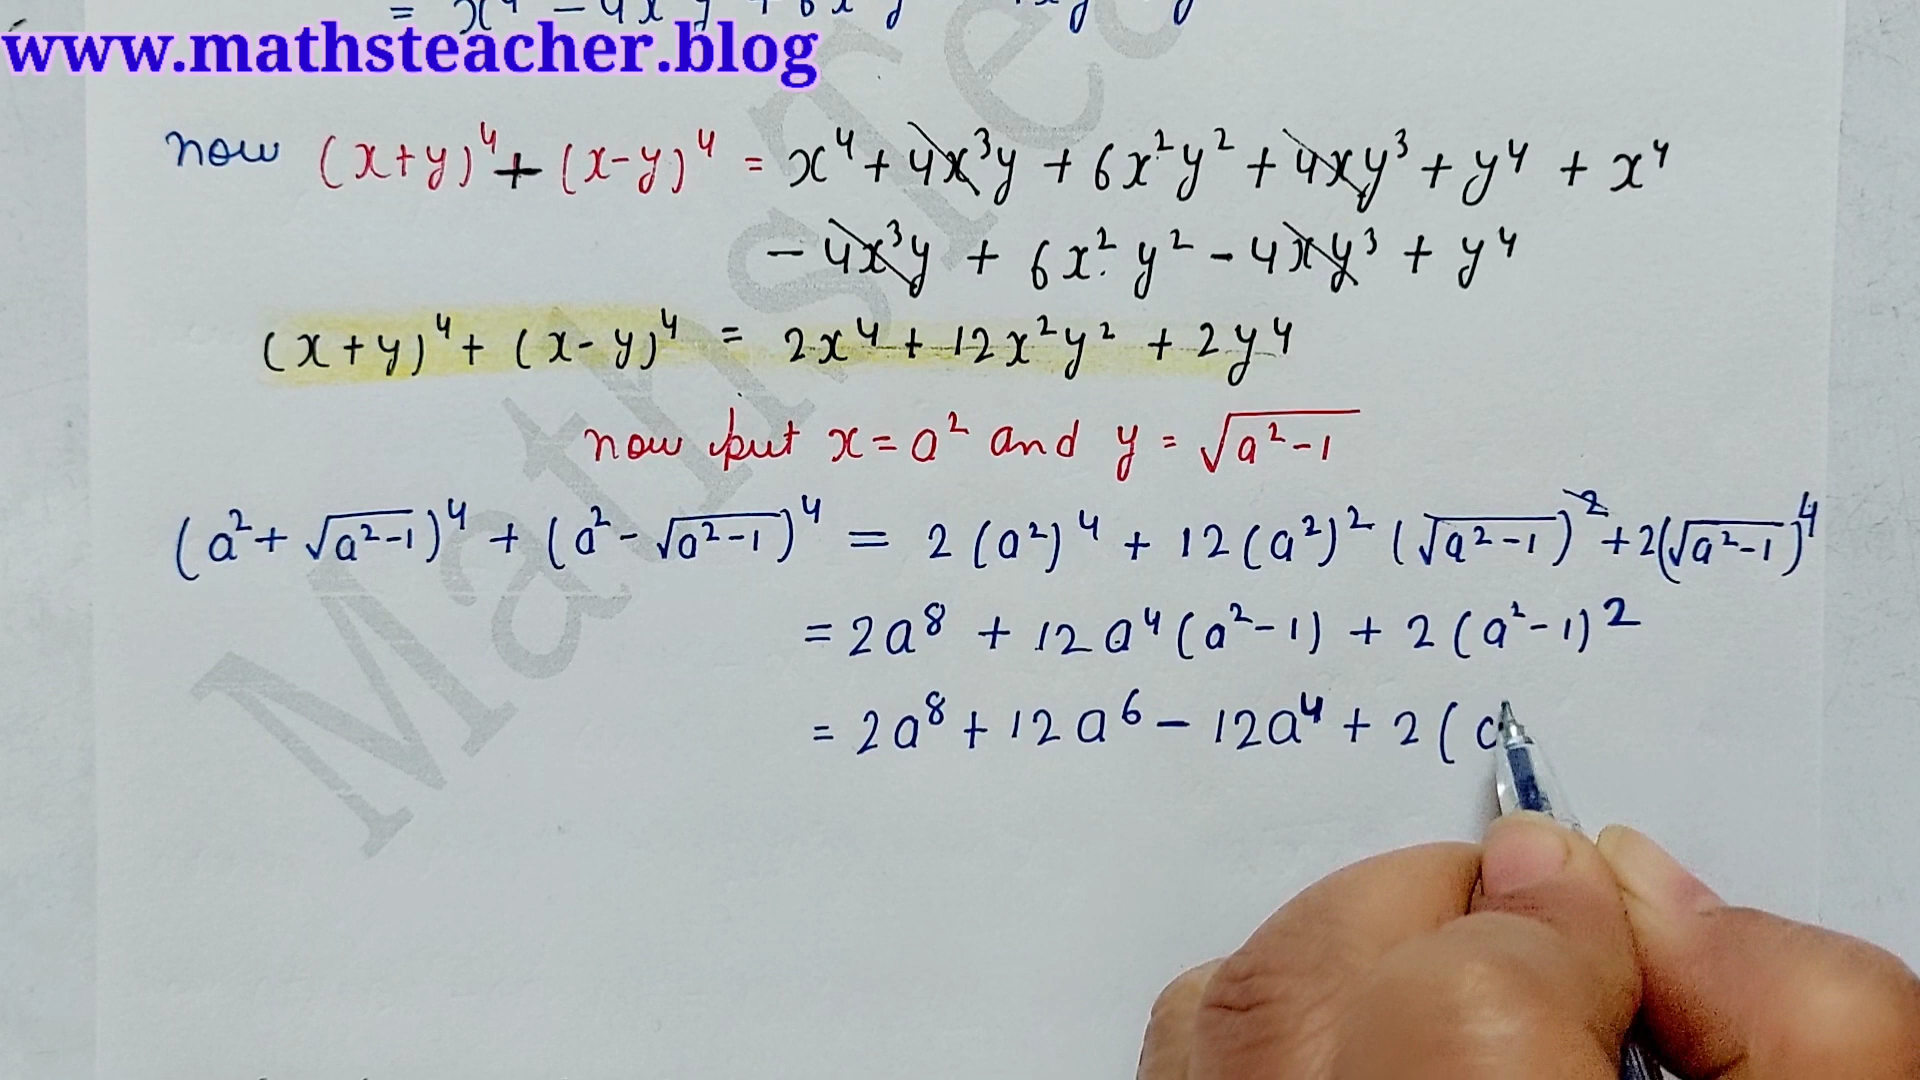 www.mathsteacher.blog
now (x+y)⁴ + (x-y)⁴ = x⁴ + 4x³y + 6x²y² + 4xy³ + y⁴ + x⁴
- 4x³y + 6x²y² - 4xy³ + y⁴
(x+y)⁴ + (x-y)⁴ = 2x⁴ + 12x²y² + 2y⁴
now put x = a² and y = √(a²-1)
(a² + √(a²-1))⁴ + (a² - √(a²-1))⁴ = 2(a²)⁴ + 12(a²)²(√(a²-1))² + 2(√(a²-1))⁴
= 2a⁸ + 12a⁴(a²-1) + 2(a²-1)²
= 2a⁸ + 12a⁶ - 12a⁴ + 2(a